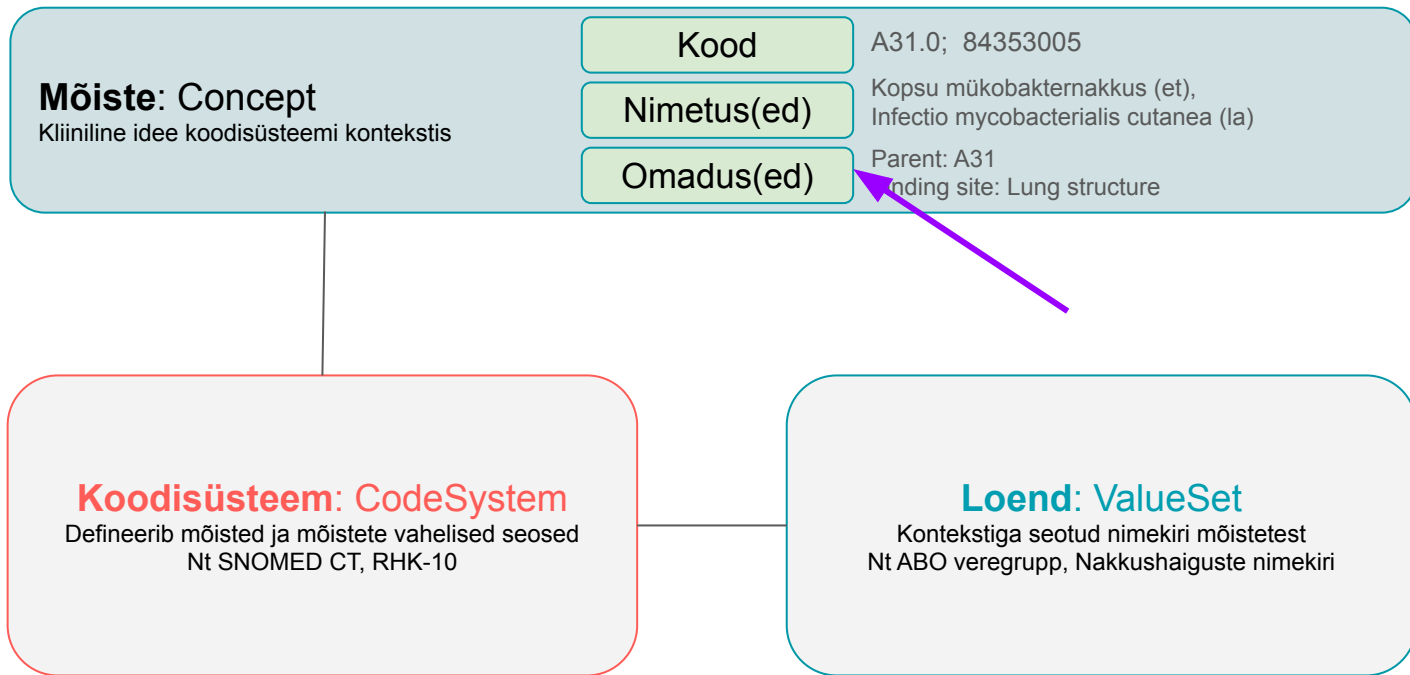 Mõiste: Concept
Kliiniline idee koodisüsteemi kontekstis
Kood
A31.0; 84353005
Nimetus(ed)
Kopsu mükobakternakkus (et),
Infectio mycobacterialis cutanea (la)
Omadus(ed)
Parent: A31
nding site: Lung structure
Koodisüsteem: CodeSystem
Defineerib mõisted ja mõistete vahelised seosed
Nt SNOMED CT, RHK-10
Loend: ValueSet
Kontekstiga seotud nimekiri mõistetest
Nt ABO veregrupp, Nakkushaiguste nimekiri